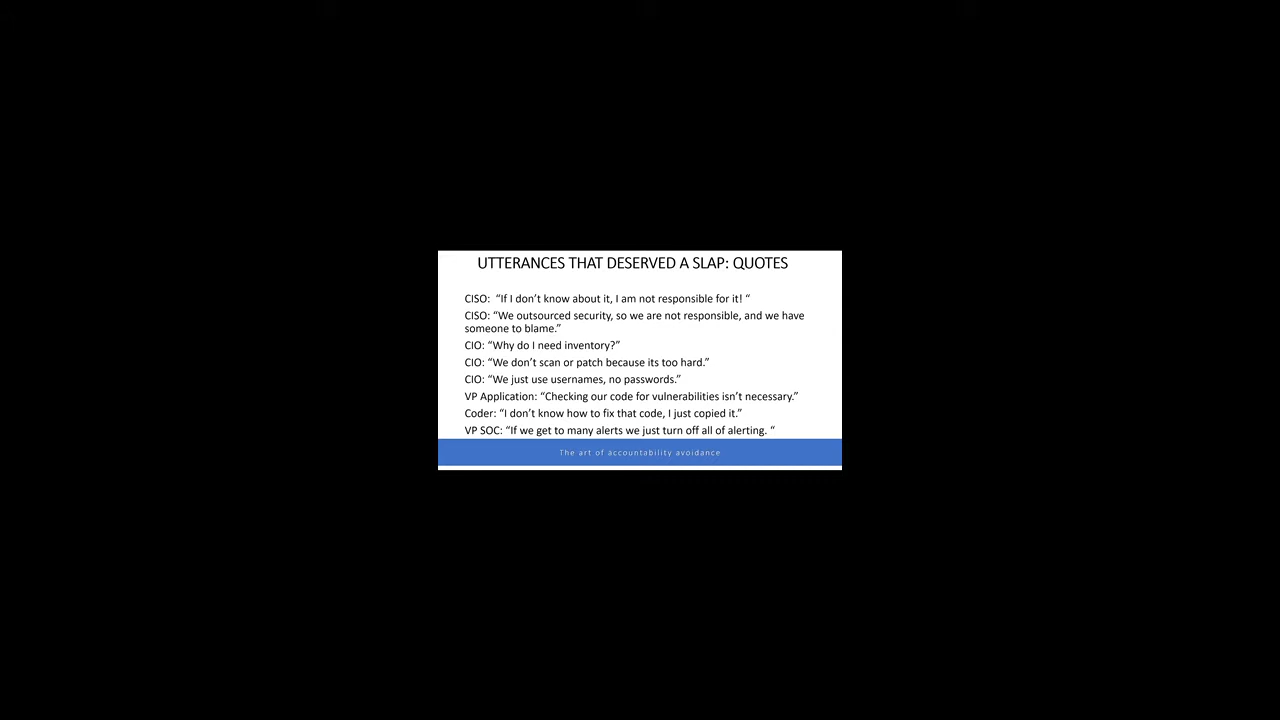 UTTERANCES THAT DESERVED A SLAP: QUOTES
CISO:  “If I don’t know about it, I am not responsible for it! “
CISO: “We outsourced security, so we are not responsible, and we have
someone to blame.”
CIO: “Why do I need inventory?”
CIO: “We don’t scan or patch because its too hard.”
CIO: “We just use usernames, no passwords.”
VP Application: “Checking our code for vulnerabilities isn’t necessary.”
Coder: “I don’t know how to fix that code, I just copied it.”
VP SOC: “If we get to many alerts we just turn off all of alerting. “
The art of accountability avoidance